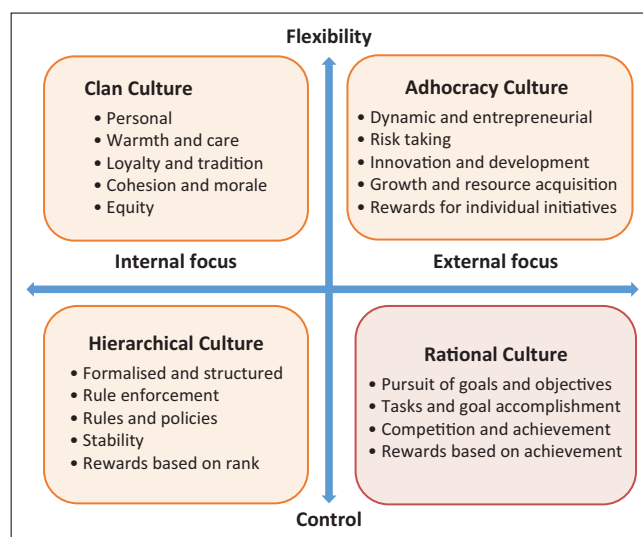 Flexibility
Clan Culture
• Personal
• Warmth and care
• Loyalty and tradition
• Cohesion and morale
• Equity
Adhocracy Culture
• Dynamic and entrepreneurial
• Risk taking
• Innovation and development
• Growth and resource acquisition
• Rewards for individual initiatives
Internal focus
External focus
Hierarchical Culture
• Formalised and structured
• Rule enforcement
• Rules and policies
• Stability
• Rewards based on rank
Rational Culture
• Pursuit of goals and objectives
• Tasks and goal accomplishment
• Competition and achievement
• Rewards based on achievement
Control